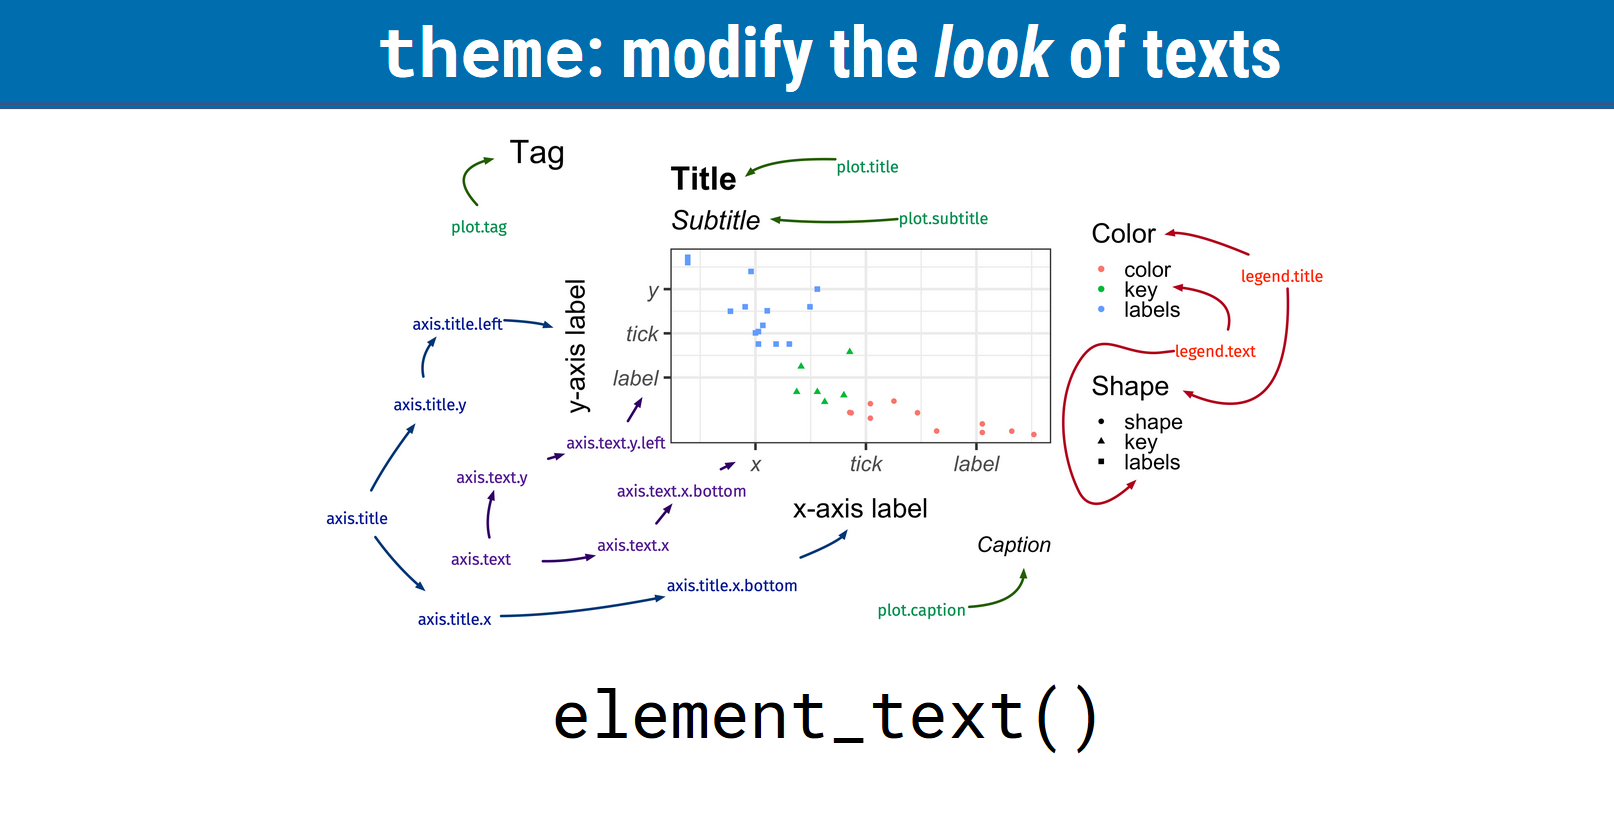 theme: modify the look of texts
Tag
plot.tag
Title
plot.title
Subtitle
plot.subtitle
Color
color
key
labels
legend.title
legend.text
Shape
shape
key
labels
y-axis label
y
tick
label
axis.title.left
axis.title.y
axis.text.y.left
axis.text.y
axis.title
axis.text
x
tick
label
axis.text.x.bottom
axis.text.x
x-axis label
axis.title.x.bottom
axis.title.x
Caption
plot.caption
element_text()